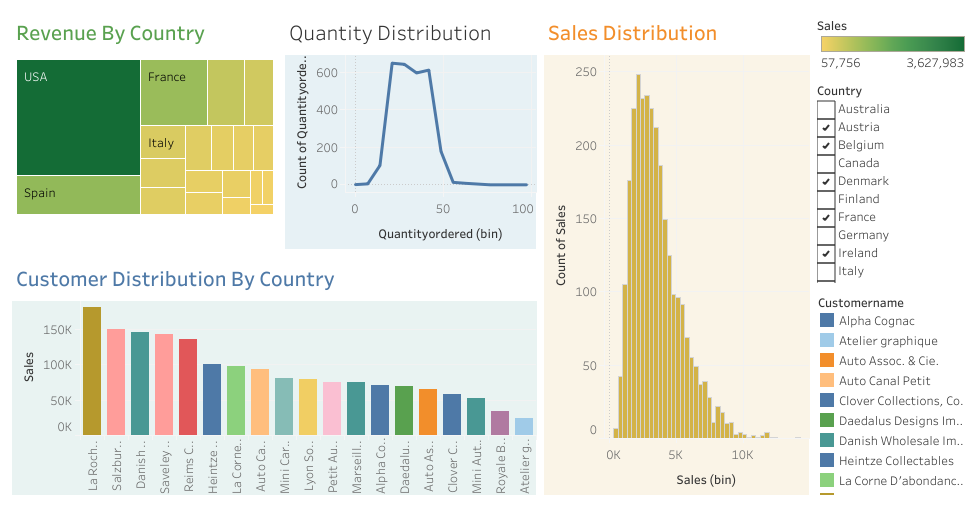 Revenue By Country
USA
France
Italy
Spain
Quantity Distribution
Count of Quantityorde..
600
400
200
0
0
50
100
Quantityordered (bin)
Sales Distribution
Count of Sales
250
200
150
100
50
0
0K
5K
10K
Sales (bin)
Sales
57,756
3,627,983
Country
Australia
Austria
Belgium
Canada
Denmark
Finland
France
Germany
Ireland
Italy
Customername
Alpha Cognac
Atelier graphique
Auto Assoc. & Cie.
Auto Canal Petit
Clover Collections, Co.
Daedalus Designs Im..
Danish Wholesale Im..
Heintze Collectables
La Corne D'abondanc..
Customer Distribution By Country
Sales
150K
100K
50K
0K
La Roch..
Salzbur..
Danish ..
Saveley ..
Reims C..
Heintze ..
La Corne..
Auto Ca..
Mini Car..
Lyon So..
Petit Au..
Marseill..
Alpha Co..
Daedalu..
Auto As..
Clover C..
Mini Aut..
Royale B..
Atelier g..